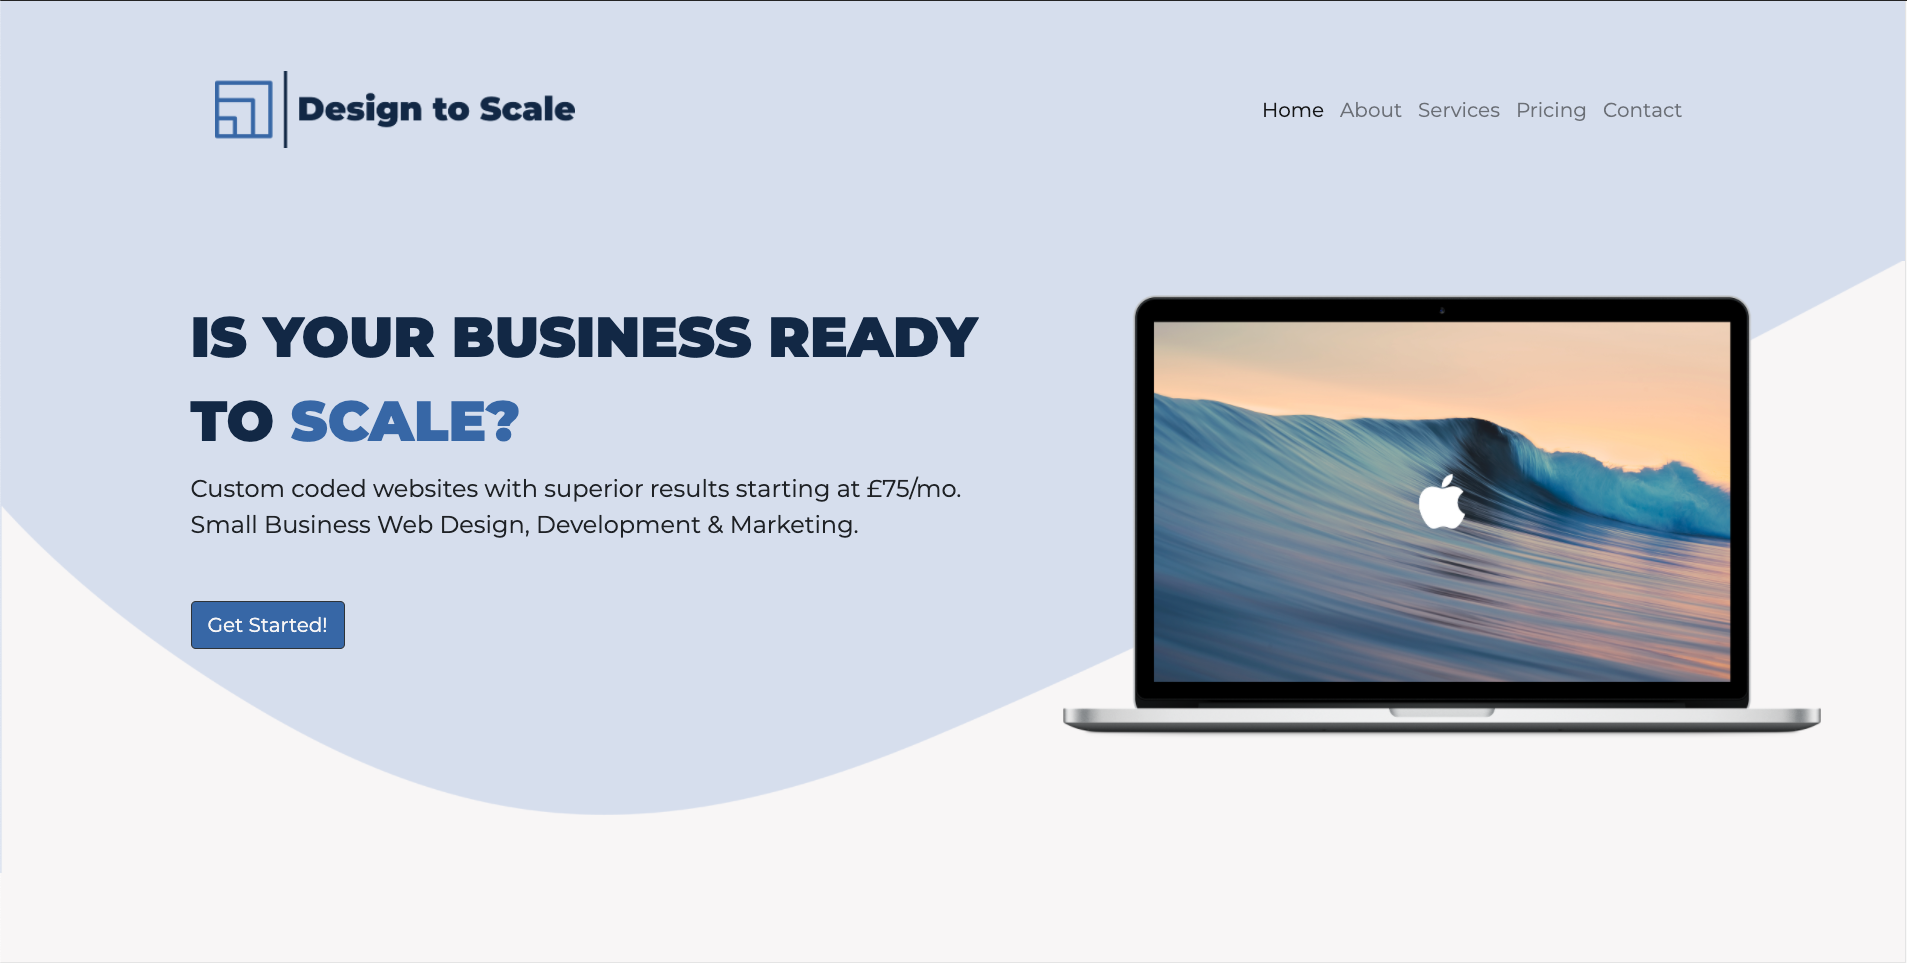 Design to Scale
Home About Services Pricing Contact
IS YOUR BUSINESS READY
TO SCALE?
Custom coded websites with superior results starting at £75/mo.
Small Business Web Design, Development & Marketing.
Get Started!